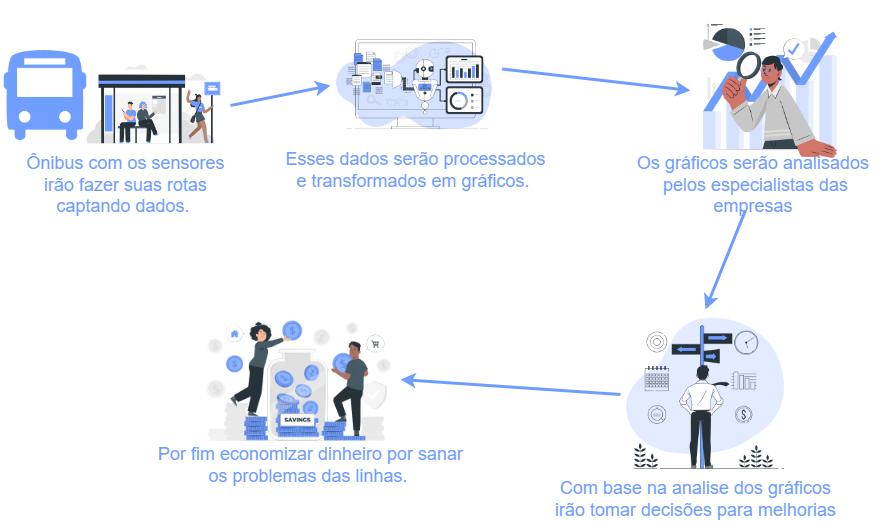 Ônibus com os sensores
irão fazer suas rotas
captando dados.
Esses dados serão processados
e transformados em gráficos.
Os gráficos serão analisados
pelos especialistas das
empresas
Com base na analise dos gráficos
irão tomar decisões para melhorias
SAVINGS
Por fim economizar dinheiro por sanar
os problemas das linhas.